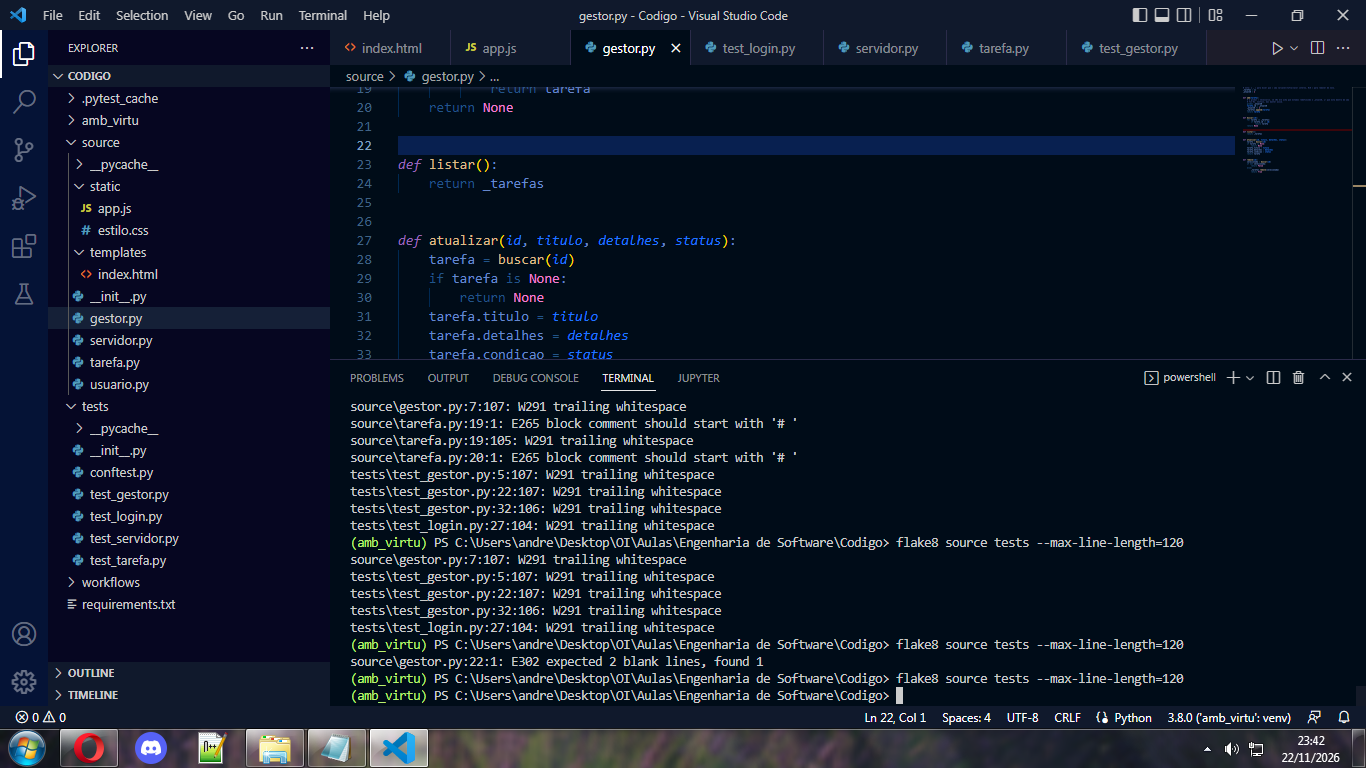 File Edit Selection View Go Run Terminal Help
gestor.py - Codigo - Visual Studio Code
EXPLORER
CODIGO
.pytest_cache
amb_virtu
source
__pycache__
static
JS app.js
# estilo.css
templates
<> index.html
__init__.py
gestor.py
servidor.py
tarefa.py
usuario.py
tests
__pycache__
__init__.py
conftest.py
test_gestor.py
test_login.py
test_servidor.py
test_tarefa.py
workflows
requirements.txt
OUTLINE
TIMELINE
<> index.html JS app.js gestor.py test_login.py servidor.py tarefa.py test_gestor.py
source > gestor.py > ...
19 return tarefa
20 return None
21
22
23 def listar():
24 return _tarefas
25
26
27 def atualizar(id, titulo, detalhes, status):
28 tarefa = buscar(id)
29 if tarefa is None:
30 return None
31 tarefa.titulo = titulo
32 tarefa.detalhes = detalhes
33 tarefa.condicao = status
PROBLEMS OUTPUT DEBUG CONSOLE TERMINAL JUPYTER
powershell
source\gestor.py:7:107: W291 trailing whitespace
source\tarefa.py:19:1: E265 block comment should start with '# '
source\tarefa.py:19:105: W291 trailing whitespace
source\tarefa.py:20:1: E265 block comment should start with '# '
tests\test_gestor.py:5:107: W291 trailing whitespace
tests\test_gestor.py:22:107: W291 trailing whitespace
tests\test_gestor.py:32:106: W291 trailing whitespace
tests\test_login.py:27:104: W291 trailing whitespace
(amb_virtu) PS C:\Users\andre\Desktop\OI\Aulas\Engenharia de Software\Codigo> flake8 source tests --max-line-length=120
source\gestor.py:7:107: W291 trailing whitespace
tests\test_gestor.py:5:107: W291 trailing whitespace
tests\test_gestor.py:22:107: W291 trailing whitespace
tests\test_gestor.py:32:106: W291 trailing whitespace
tests\test_login.py:27:104: W291 trailing whitespace
(amb_virtu) PS C:\Users\andre\Desktop\OI\Aulas\Engenharia de Software\Codigo> flake8 source tests --max-line-length=120
source\gestor.py:22:1: E302 expected 2 blank lines, found 1
(amb_virtu) PS C:\Users\andre\Desktop\OI\Aulas\Engenharia de Software\Codigo> flake8 source tests --max-line-length=120
(amb_virtu) PS C:\Users\andre\Desktop\OI\Aulas\Engenharia de Software\Codigo>
0 0
Ln 22, Col 1 Spaces: 4 UTF-8 CRLF Python 3.8.0 ('amb_virtu': venv)
23:42
22/11/2026